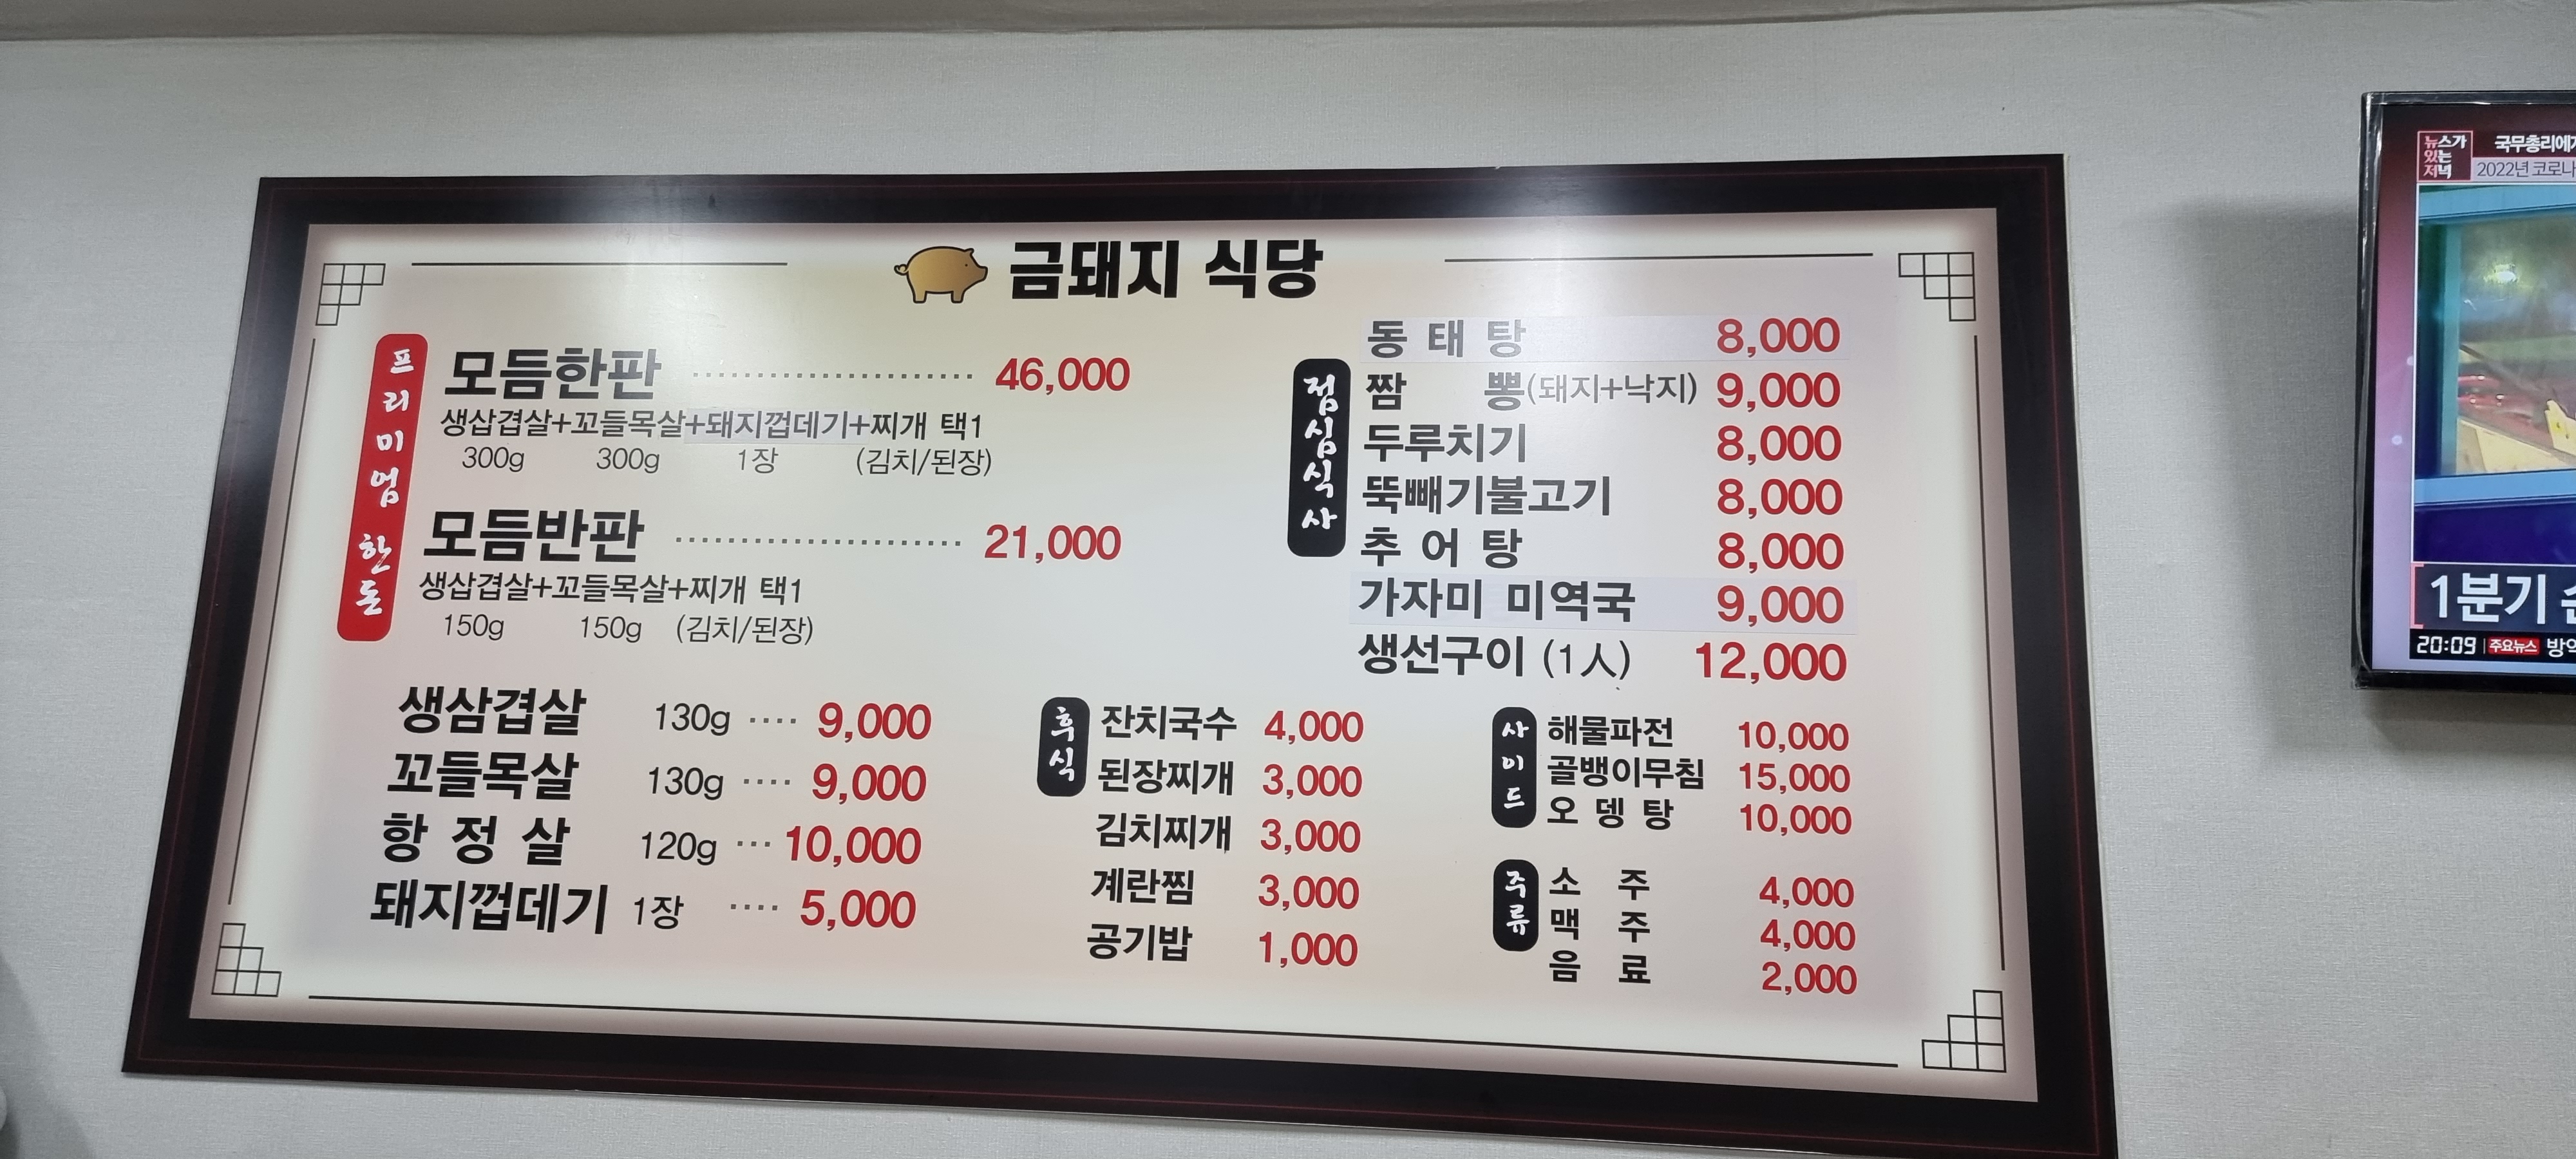 금돼지 식당
프리미엄 한돈
모듬한판 ······················ 46,000
생삼겹살+꼬들목살+돼지껍데기+찌개 택1
300g 300g 1장 (김치/된장)
모듬반판 ······················ 21,000
생삼겹살+꼬들목살+찌개 택1
150g 150g (김치/된장)
생삼겹살 130g ···· 9,000
꼬들목살 130g ···· 9,000
항정살 120g ··· 10,000
돼지껍데기 1장 ···· 5,000
점심식사
동태탕 8,000
짬뽕(돼지+낙지) 9,000
두루치기 8,000
뚝빼기불고기 8,000
추어탕 8,000
가자미 미역국 9,000
생선구이 (1人) 12,000
후식
잔치국수 4,000
된장찌개 3,000
김치찌개 3,000
계란찜 3,000
공기밥 1,000
사이드
해물파전 10,000
골뱅이무침 15,000
오뎅탕 10,000
주류
소주 4,000
맥주 4,000
음료 2,000
뉴스가
있는
저녁
국무총리에게
2022년 코로나
1분기
20:09 주요뉴스